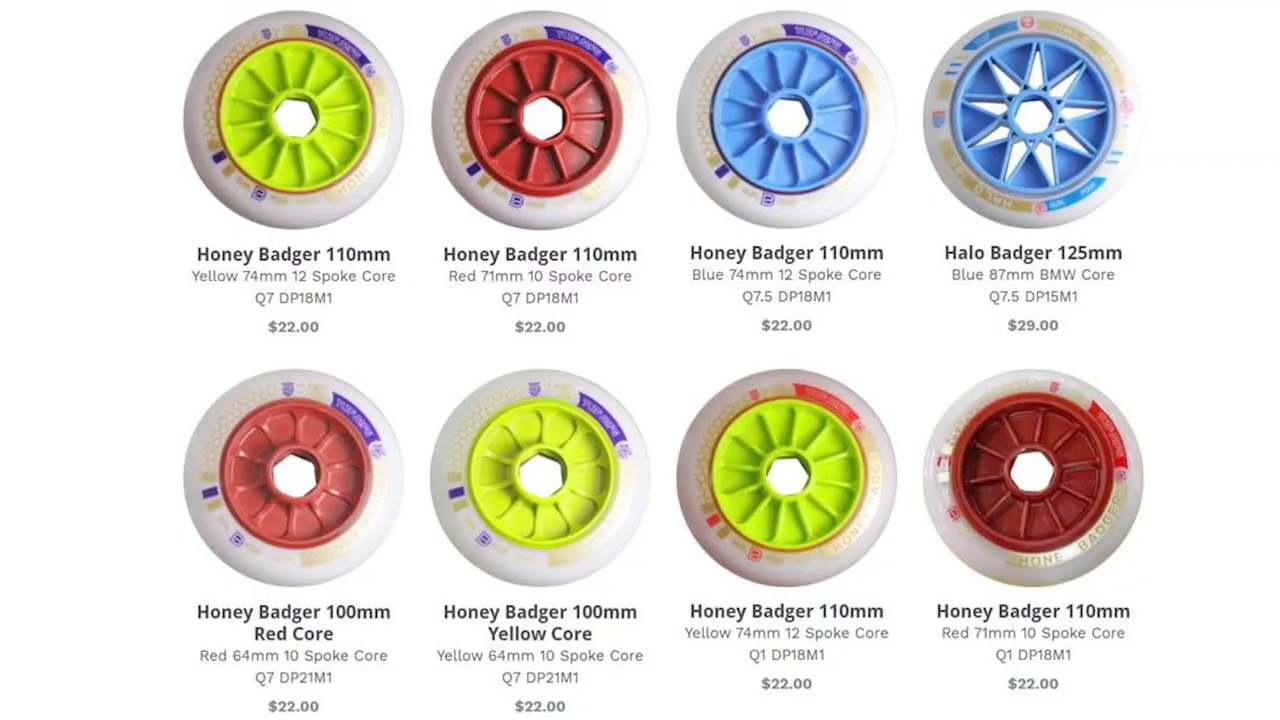 Honey Badger 110mm
Yellow 74mm 12 Spoke Core
Q7 DP18M1
$22.00
Honey Badger 110mm
Red 71mm 10 Spoke Core
Q7 DP18M1
$22.00
Honey Badger 110mm
Blue 74mm 12 Spoke Core
Q7.5 DP18M1
$22.00
Halo Badger 125mm
Blue 87mm BMW Core
Q7.5 DP15M1
$29.00
HONE BADGER
HONE BADGER
Honey Badger 100mm
Red Core
Red 64mm 10 Spoke Core
Q7 DP21M1
$22.00
Honey Badger 100mm
Yellow Core
Yellow 64mm 10 Spoke Core
Q7 DP21M1
$22.00
Honey Badger 110mm
Yellow 74mm 12 Spoke Core
Q1 DP18M1
$22.00
Honey Badger 110mm
Red 71mm 10 Spoke Core
Q1 DP18M1
$22.00